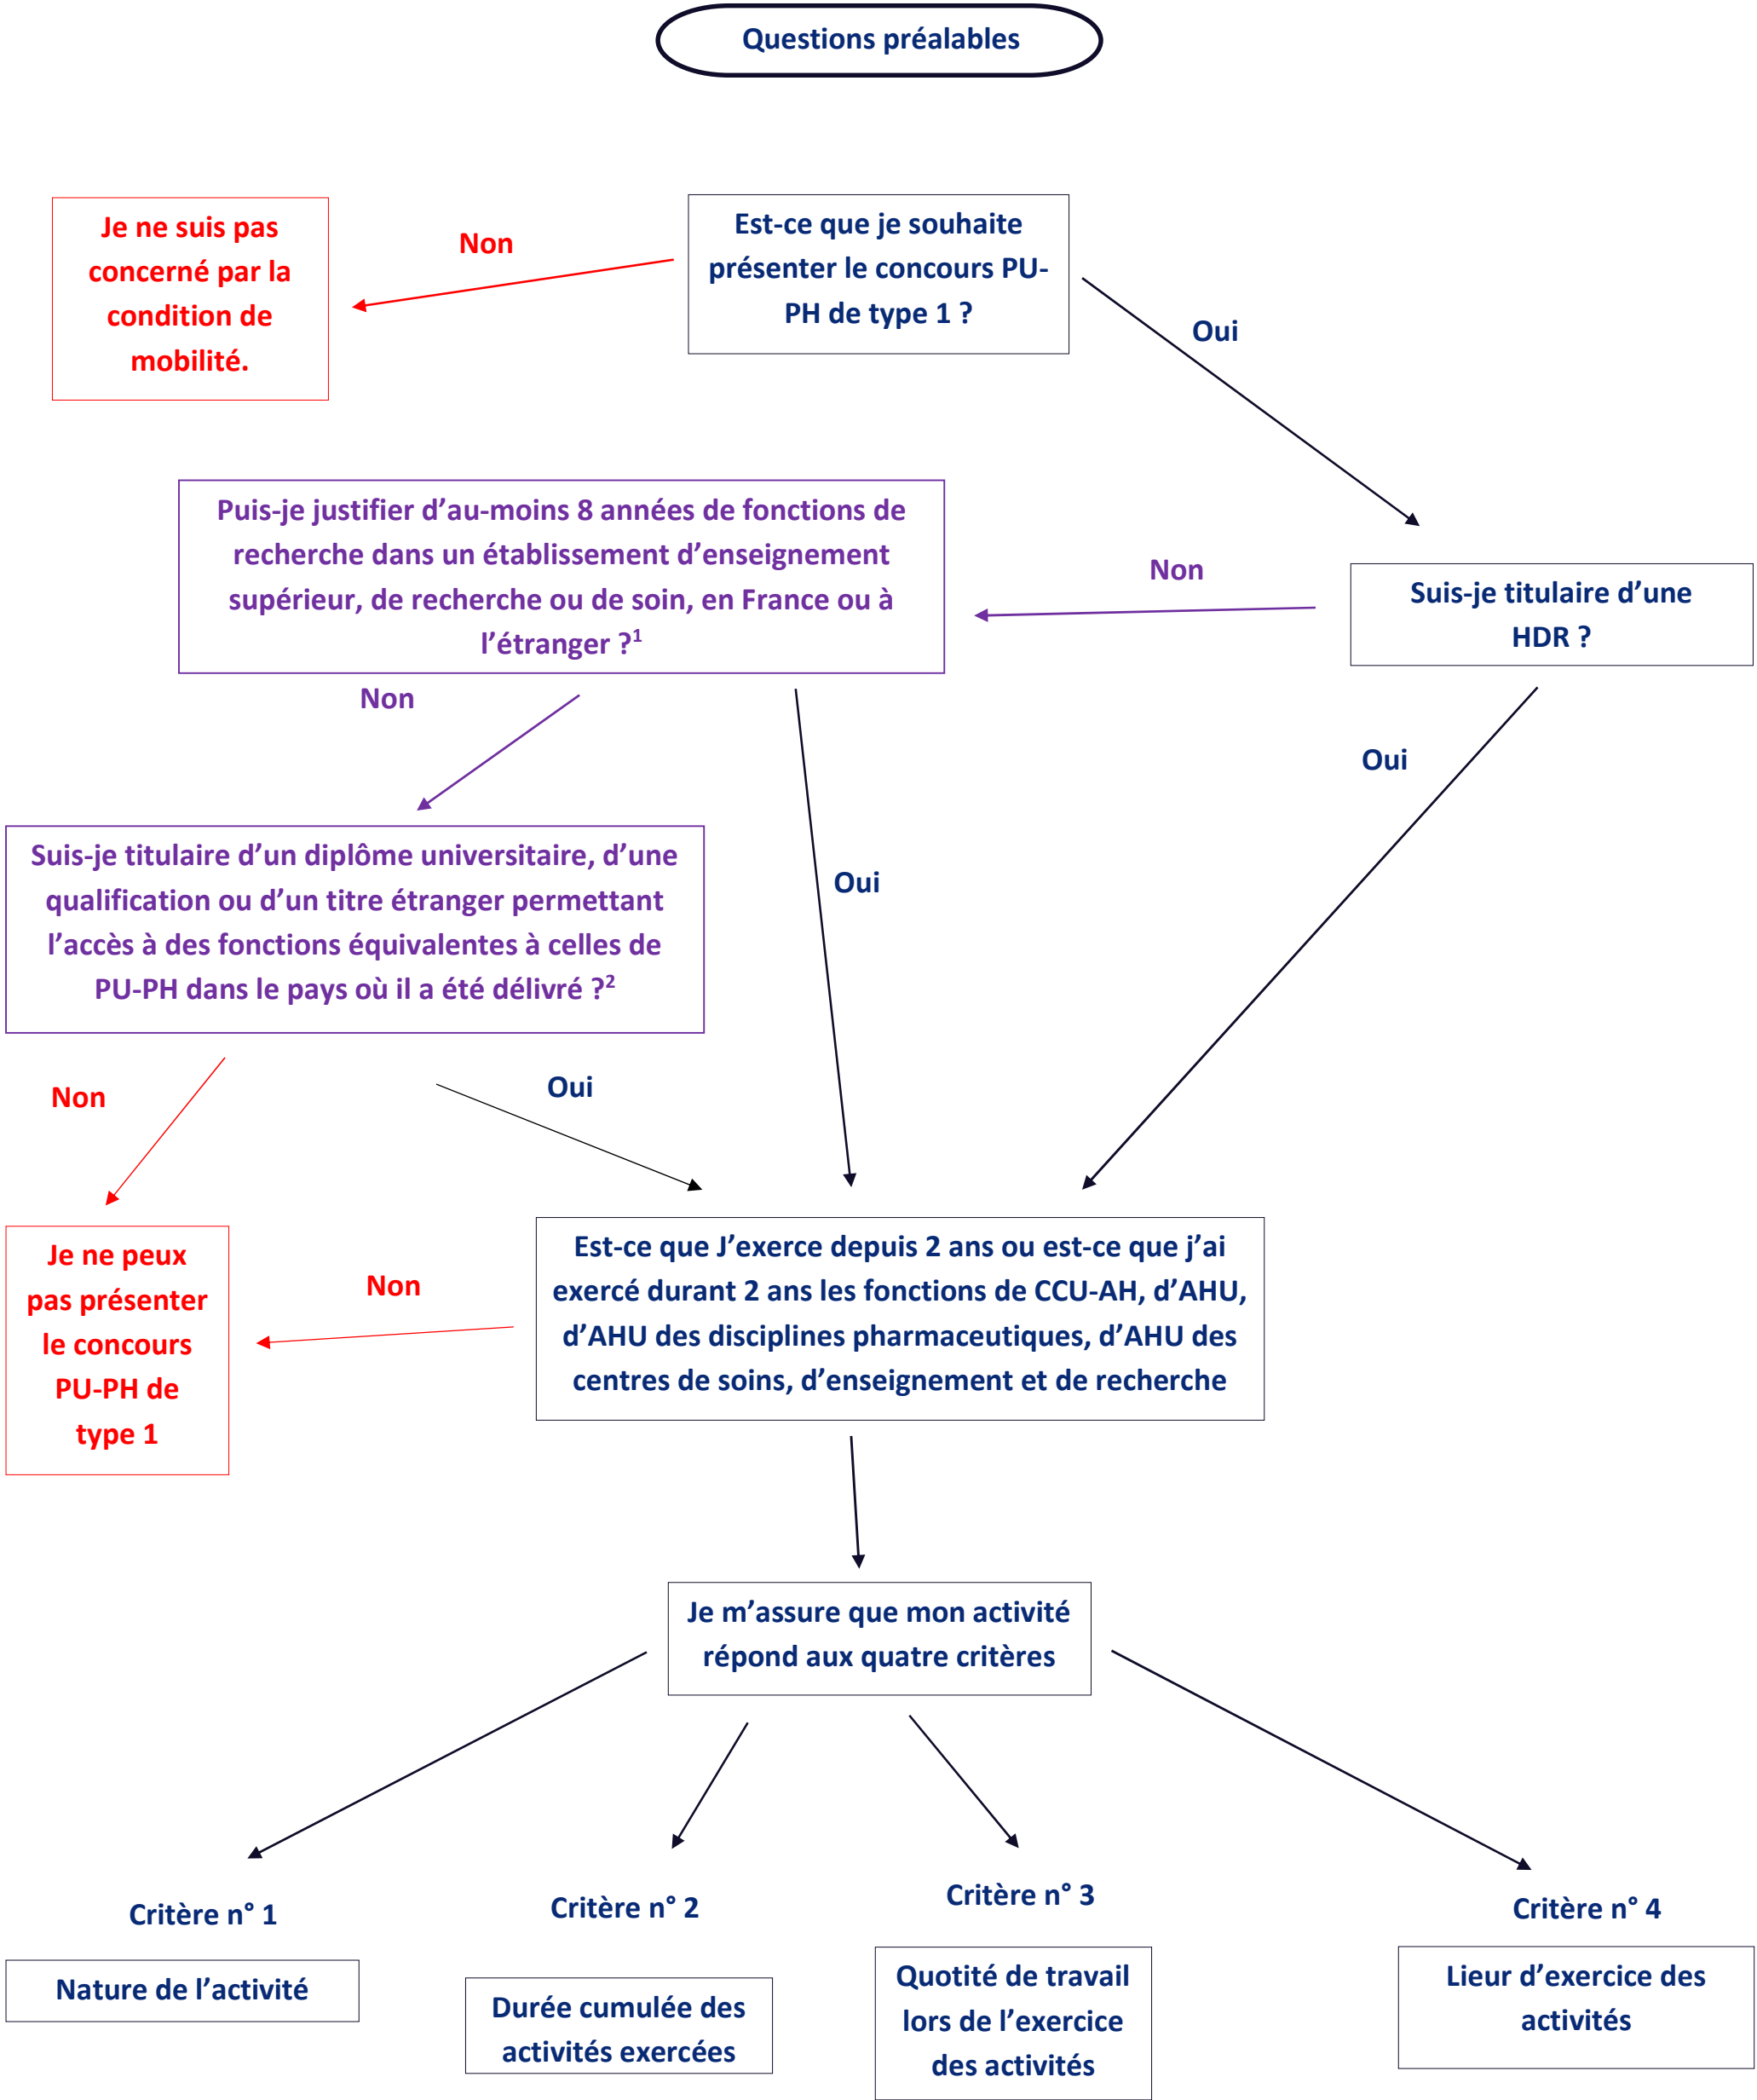 Questions préalables
Je ne suis pas
concerné par la
condition de
mobilité.
Non
Est-ce que je souhaite
présenter le concours PU-
PH de type 1 ?
Oui
Puis-je justifier d’au-moins 8 années de fonctions de
recherche dans un établissement d’enseignement
supérieur, de recherche ou de soin, en France ou à
l’étranger ?1
Non
Suis-je titulaire d’une
HDR ?
Non
Oui
Oui
Suis-je titulaire d’un diplôme universitaire, d’une
qualification ou d’un titre étranger permettant
l’accès à des fonctions équivalentes à celles de
PU-PH dans le pays où il a été délivré ?2
Non
Oui
Je ne peux
pas présenter
le concours
PU-PH de
type 1
Non
Est-ce que J’exerce depuis 2 ans ou est-ce que j’ai
exercé durant 2 ans les fonctions de CCU-AH, d’AHU,
d’AHU des disciplines pharmaceutiques, d’AHU des
centres de soins, d’enseignement et de recherche
Je m’assure que mon activité
répond aux quatre critères
Critère n° 1
Nature de l’activité
Critère n° 2
Durée cumulée des
activités exercées
Critère n° 3
Quotité de travail
lors de l’exercice
des activités
Critère n° 4
Lieur d’exercice des
activités